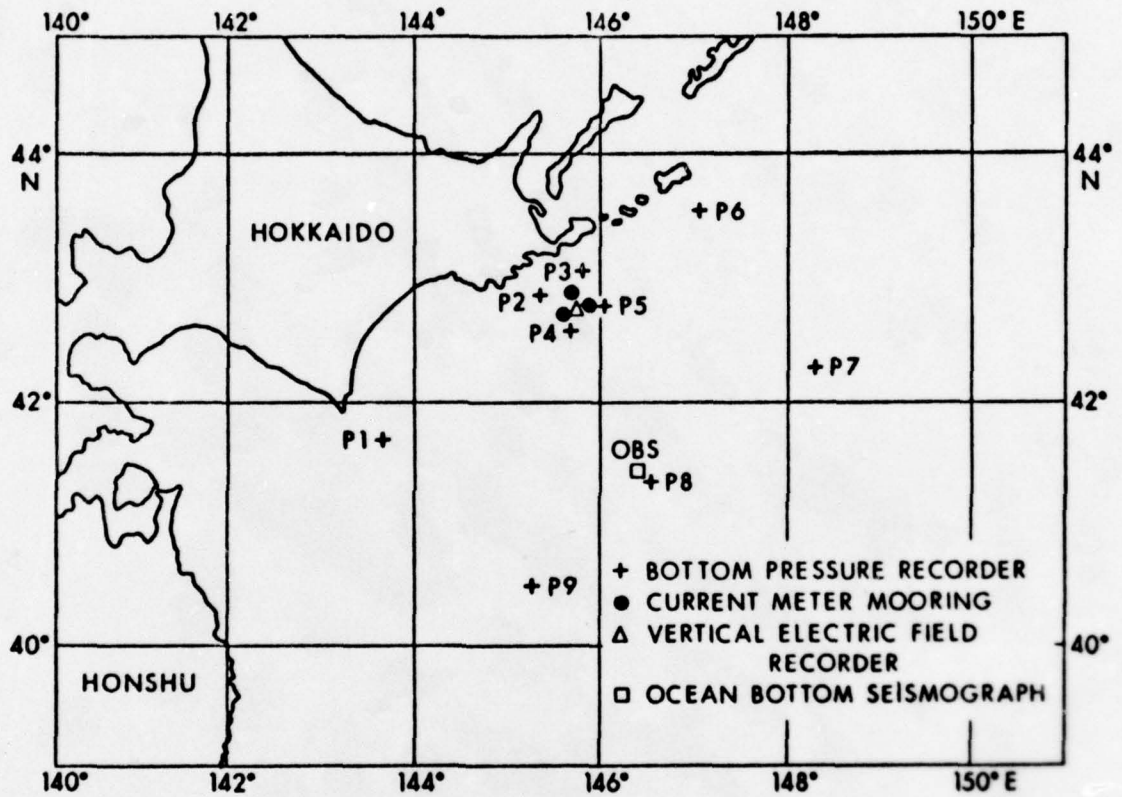 140° 142° 144° 146° 148° 150° E
44° N
44° N
HOKKAIDO
P6
P3
P2
P5
P4
P7
42°
P1
OBS
P8
BOTTOM PRESSURE RECORDER
P9
CURRENT METER MOORING
40°
VERTICAL ELECTRIC FIELD
RECORDER
HONSHU
OCEAN BOTTOM SEISMOGRAPH
140° 142° 144° 146° 148° 150° E